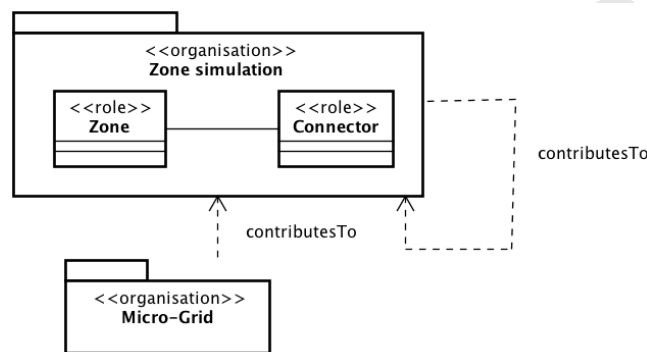 <<organisation>>
Zone simulation
<<role>>
Zone
<<role>>
Connector
contributesTo
contributesTo
<<organisation>>
Micro-Grid